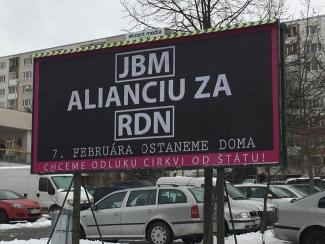 akzent media
JBM
ALIANCIU ZA
RDN
7. FEBRUÁRA OSTANEME DOMA
CHCEME ODLUKU CIRKVI OD ŠTÁTU!